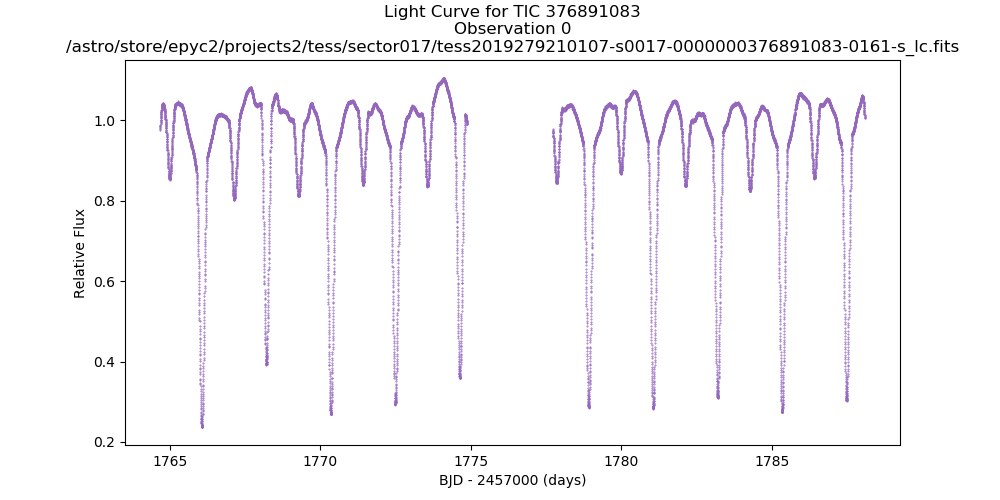 Light Curve for TIC 376891083
Observation 0
/astro/store/epyc2/projects2/tess/sector017/tess2019279210107-s0017-0000000376891083-0161-s_lc.fits
Relative Flux
1.0
0.8
0.6
0.4
0.2
1765
1770
1775
1780
1785
BJD - 2457000 (days)